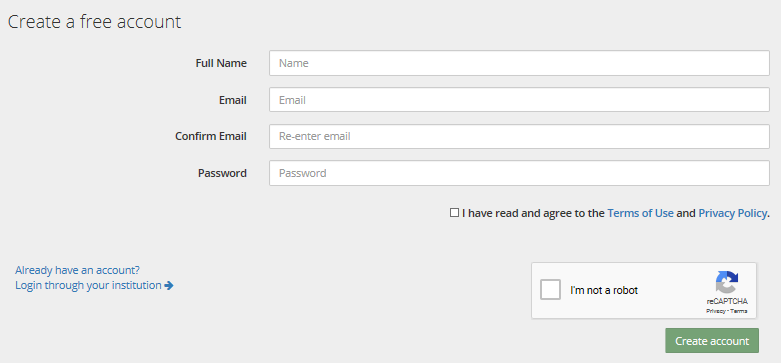 Create a free account
Full Name Name
Email Email
Confirm Email Re-enter email
Password Password
I have read and agree to the Terms of Use and Privacy Policy.
Already have an account?
Login through your institution
I'm not a robot
reCAPTCHA
Privacy - Terms
Create account